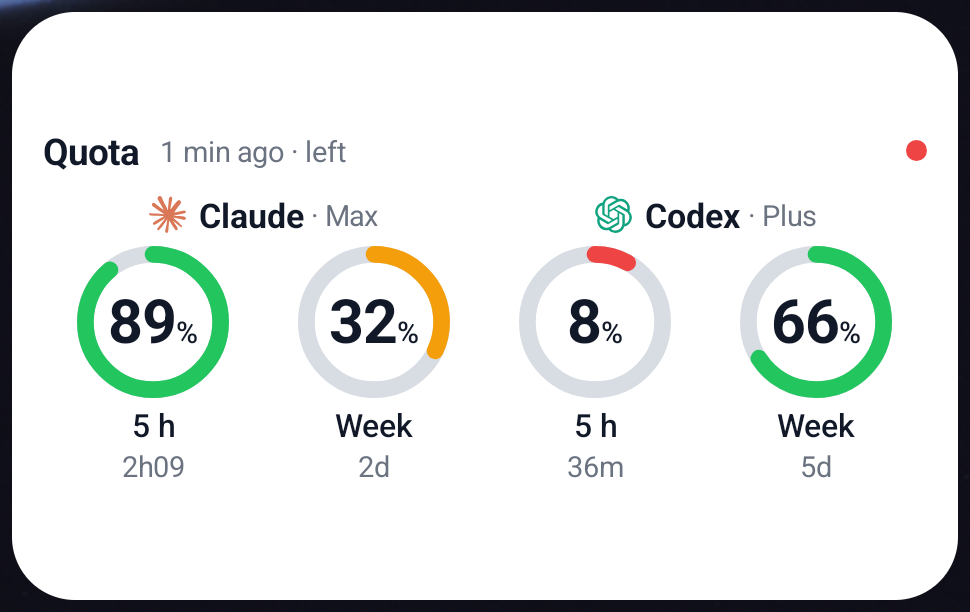 Quota 1 min ago · left
Claude · Max Codex · Plus
89% 32% 8% 66%
5 h Week 5 h Week
2h09 2d 36m 5d